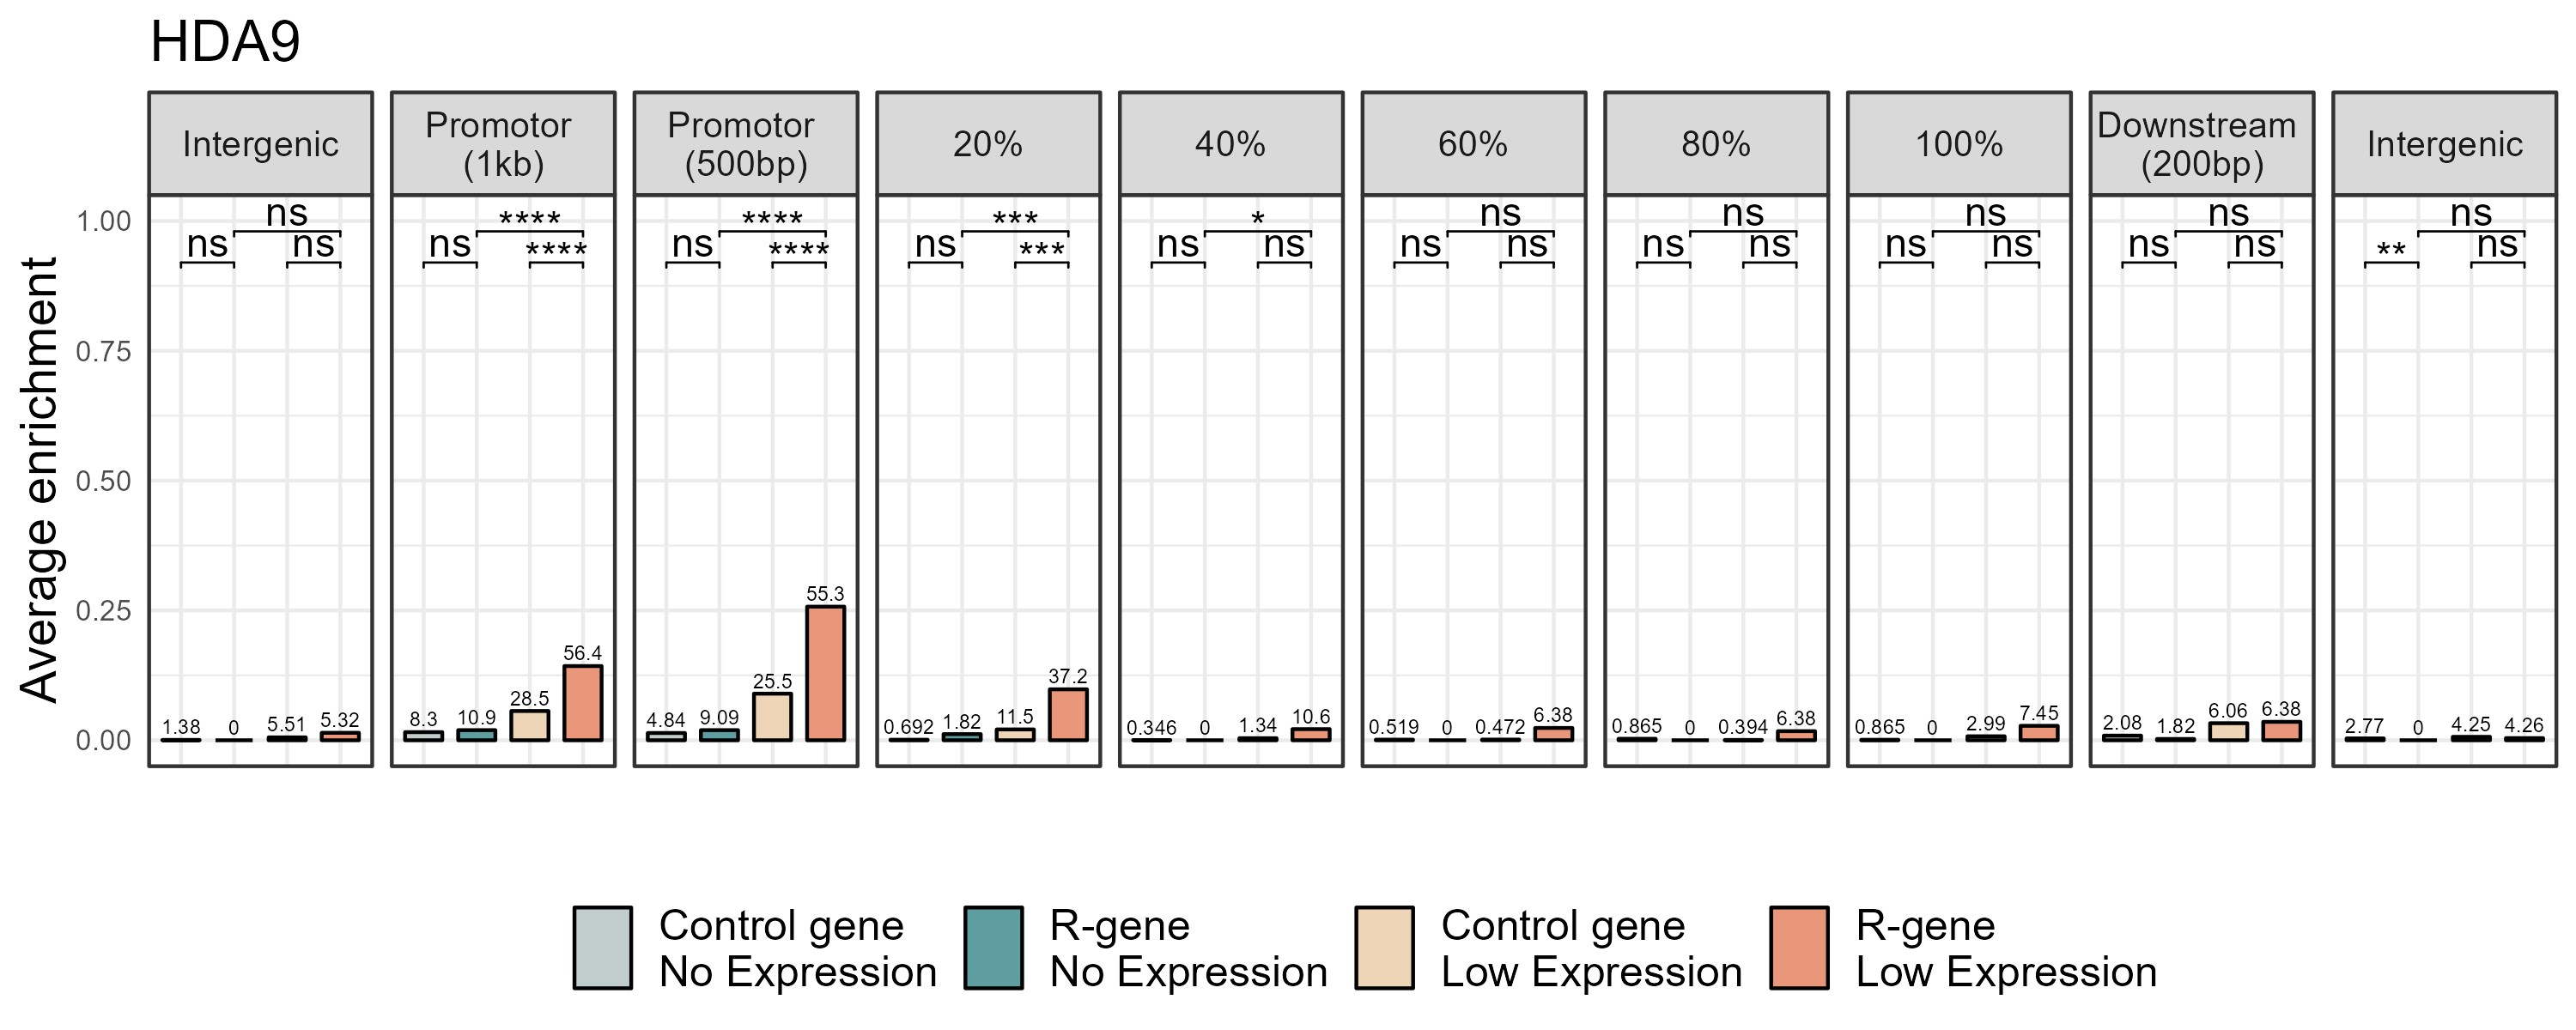 HDA9
Intergenic
Promotor
(1kb)
Promotor
(500bp)
20%
40%
60%
80%
100%
Downstream
(200bp)
Intergenic
Average enrichment
1.00
0.75
0.50
0.25
0.00
ns
ns ns
1.38 0 5.51 5.32
****
ns ****
8.3 10.9 28.5 56.4
****
ns ****
4.84 9.09 25.5 55.3
***
ns ***
0.692 1.82 11.5 37.2
*
ns ns
0.346 0 1.34 10.6
ns
ns ns
0.519 0 0.472 6.38
ns
ns ns
0.865 0 0.394 6.38
ns
ns ns
0.865 0 2.99 7.45
ns
ns ns
2.08 1.82 6.06 6.38
ns
** ns
2.77 0 4.25 4.26
Control gene
No Expression
R-gene
No Expression
Control gene
Low Expression
R-gene
Low Expression